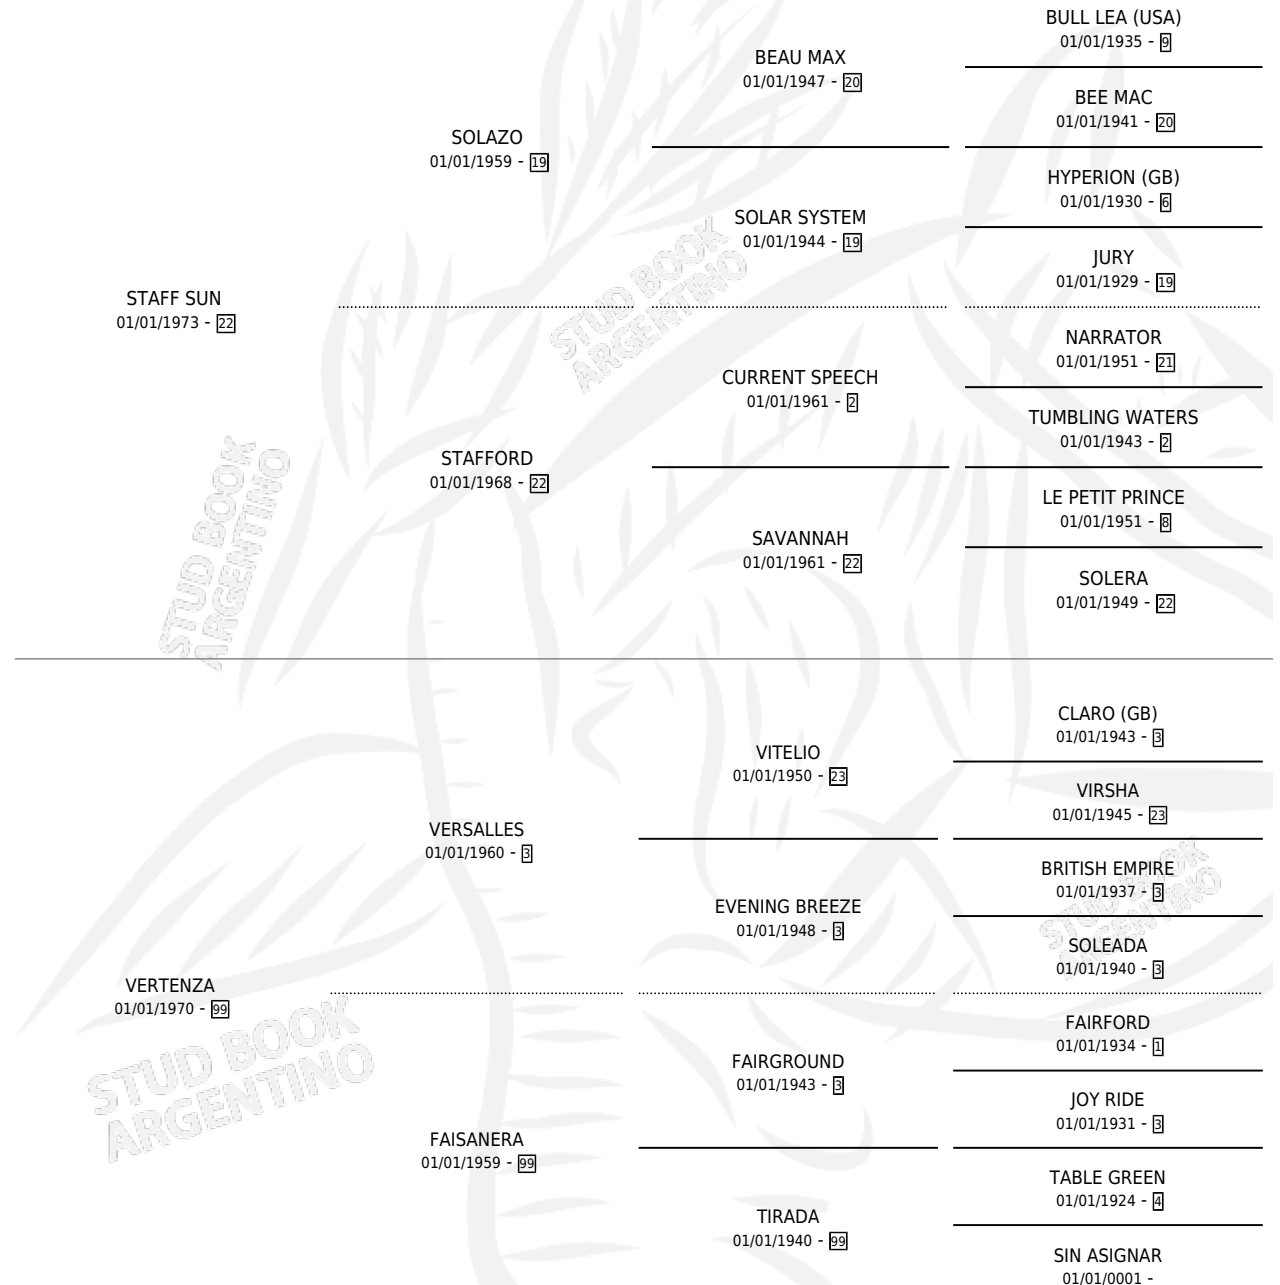 BULL LEA (USA)
01/01/1935 - 9
BEAU MAX
01/01/1947 - 20
BEE MAC
01/01/1941 - 20
SOLAZO
01/01/1959 - 19
HYPERION (GB)
01/01/1930 - 6
SOLAR SYSTEM
01/01/1944 - 19
JURY
01/01/1929 - 19
STAFF SUN
01/01/1973 - 22
NARRATOR
01/01/1951 - 21
CURRENT SPEECH
01/01/1961 - 2
TUMBLING WATERS
01/01/1943 - 2
STAFFORD
01/01/1968 - 22
LE PETIT PRINCE
01/01/1951 - 8
SAVANNAH
01/01/1961 - 22
SOLERA
01/01/1949 - 22
CLARO (GB)
01/01/1943 - 3
VITELIO
01/01/1950 - 23
VIRSHA
01/01/1945 - 23
VERSALLES
01/01/1960 - 3
BRITISH EMPIRE
01/01/1937 - 3
EVENING BREEZE
01/01/1948 - 3
SOLEADA
01/01/1940 - 3
VERTENZA
01/01/1970 - 99
FAIRFORD
01/01/1934 - 1
FAIRGROUND
01/01/1943 - 3
JOY RIDE
01/01/1931 - 3
FAISANERA
01/01/1959 - 99
TABLE GREEN
01/01/1924 - 4
TIRADA
01/01/1940 - 99
SIN ASIGNAR
01/01/0001 -
STUD BOOK
ARGENTINO
STUD BOOK
ARGENTINO
STUD BOOK
ARGENTINO
STUD BOOK
ARGENTINO